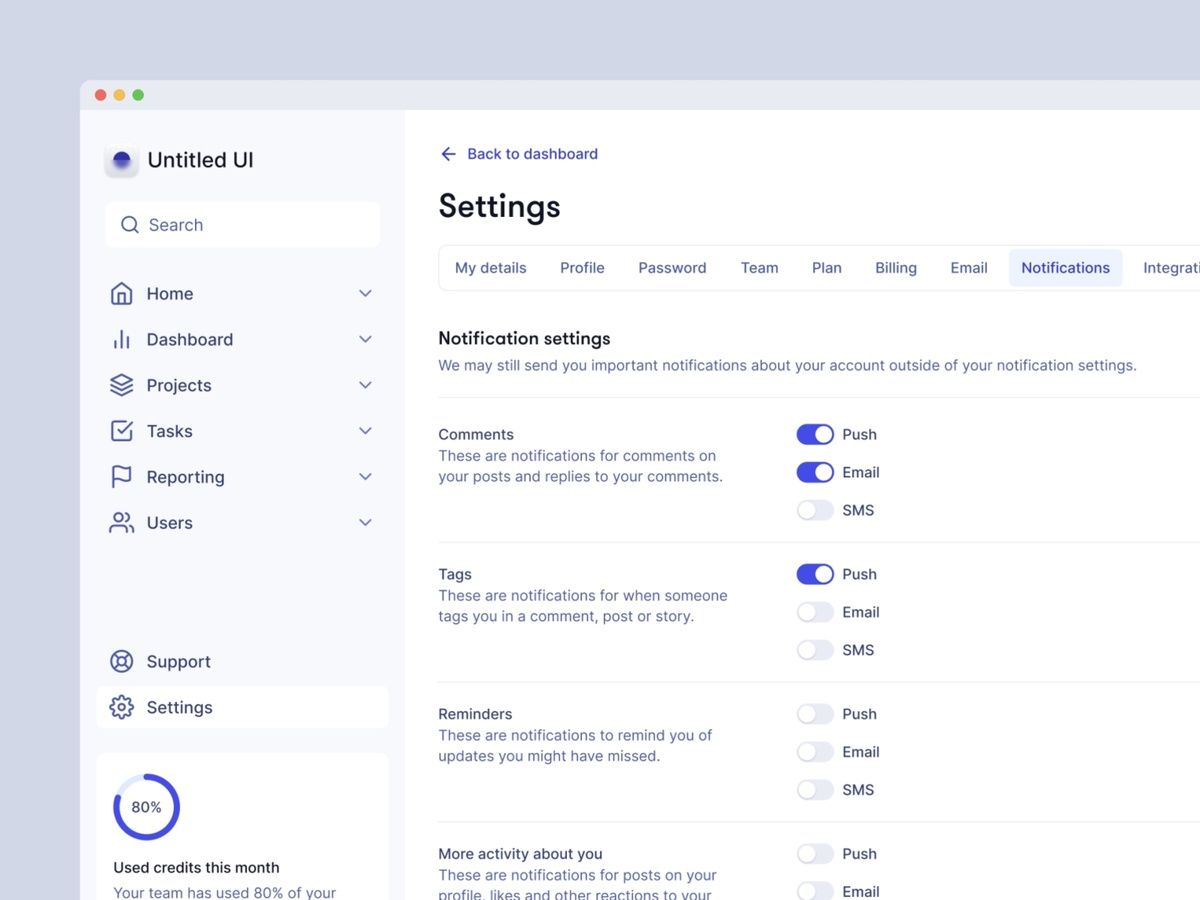 Untitled UI
Search
Home
Dashboard
Projects
Tasks
Reporting
Users
Support
Settings
80%
Used credits this month
Your team has used 80% of your
Back to dashboard
Settings
My details Profile Password Team Plan Billing Email Notifications Integrati
Notification settings
We may still send you important notifications about your account outside of your notification settings.
Comments
These are notifications for comments on
your posts and replies to your comments.
Push
Email
SMS
Tags
These are notifications for when someone
tags you in a comment, post or story.
Push
Email
SMS
Reminders
These are notifications to remind you of
updates you might have missed.
Push
Email
SMS
More activity about you
These are notifications for posts on your
profile, likes and other reactions to your
Push
Email